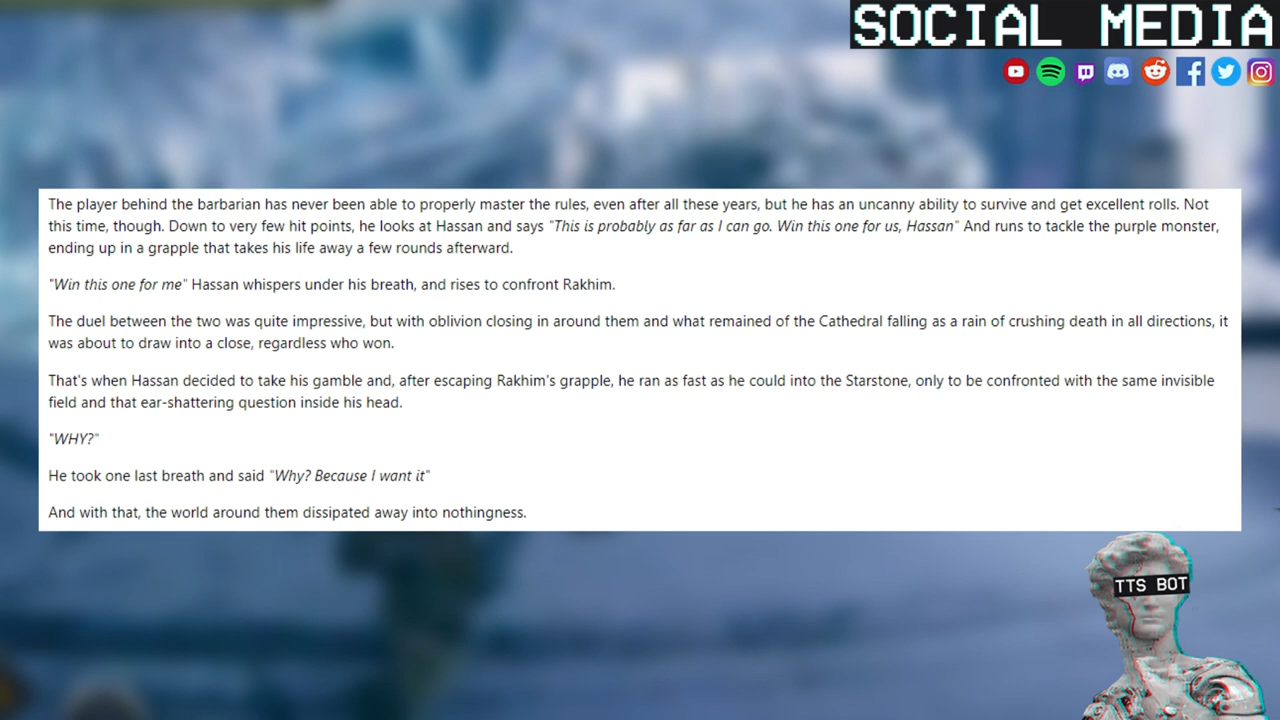 SOCIAL MEDIA
The player behind the barbarian has never been able to properly master the rules, even after all these years, but he has an uncanny ability to survive and get excellent rolls. Not
this time, though. Down to very few hit points, he looks at Hassan and says "This is probably as far as I can go. Win this one for us, Hassan" And runs to tackle the purple monster,
ending up in a grapple that takes his life away a few rounds afterward.
"Win this one for me" Hassan whispers under his breath, and rises to confront Rakhim.
The duel between the two was quite impressive, but with oblivion closing in around them and what remained of the Cathedral falling as a rain of crushing death in all directions, it
was about to draw into a close, regardless who won.
That's when Hassan decided to take his gamble and, after escaping Rakhim's grapple, he ran as fast as he could into the Starstone, only to be confronted with the same invisible
field and that ear-shattering question inside his head.
"WHY?"
He took one last breath and said "Why? Because I want it"
And with that, the world around them dissipated away into nothingness.
TTS BOT